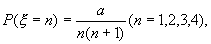 P(ξ = n) = a/n(n+1) (n = 1,2,3,4),